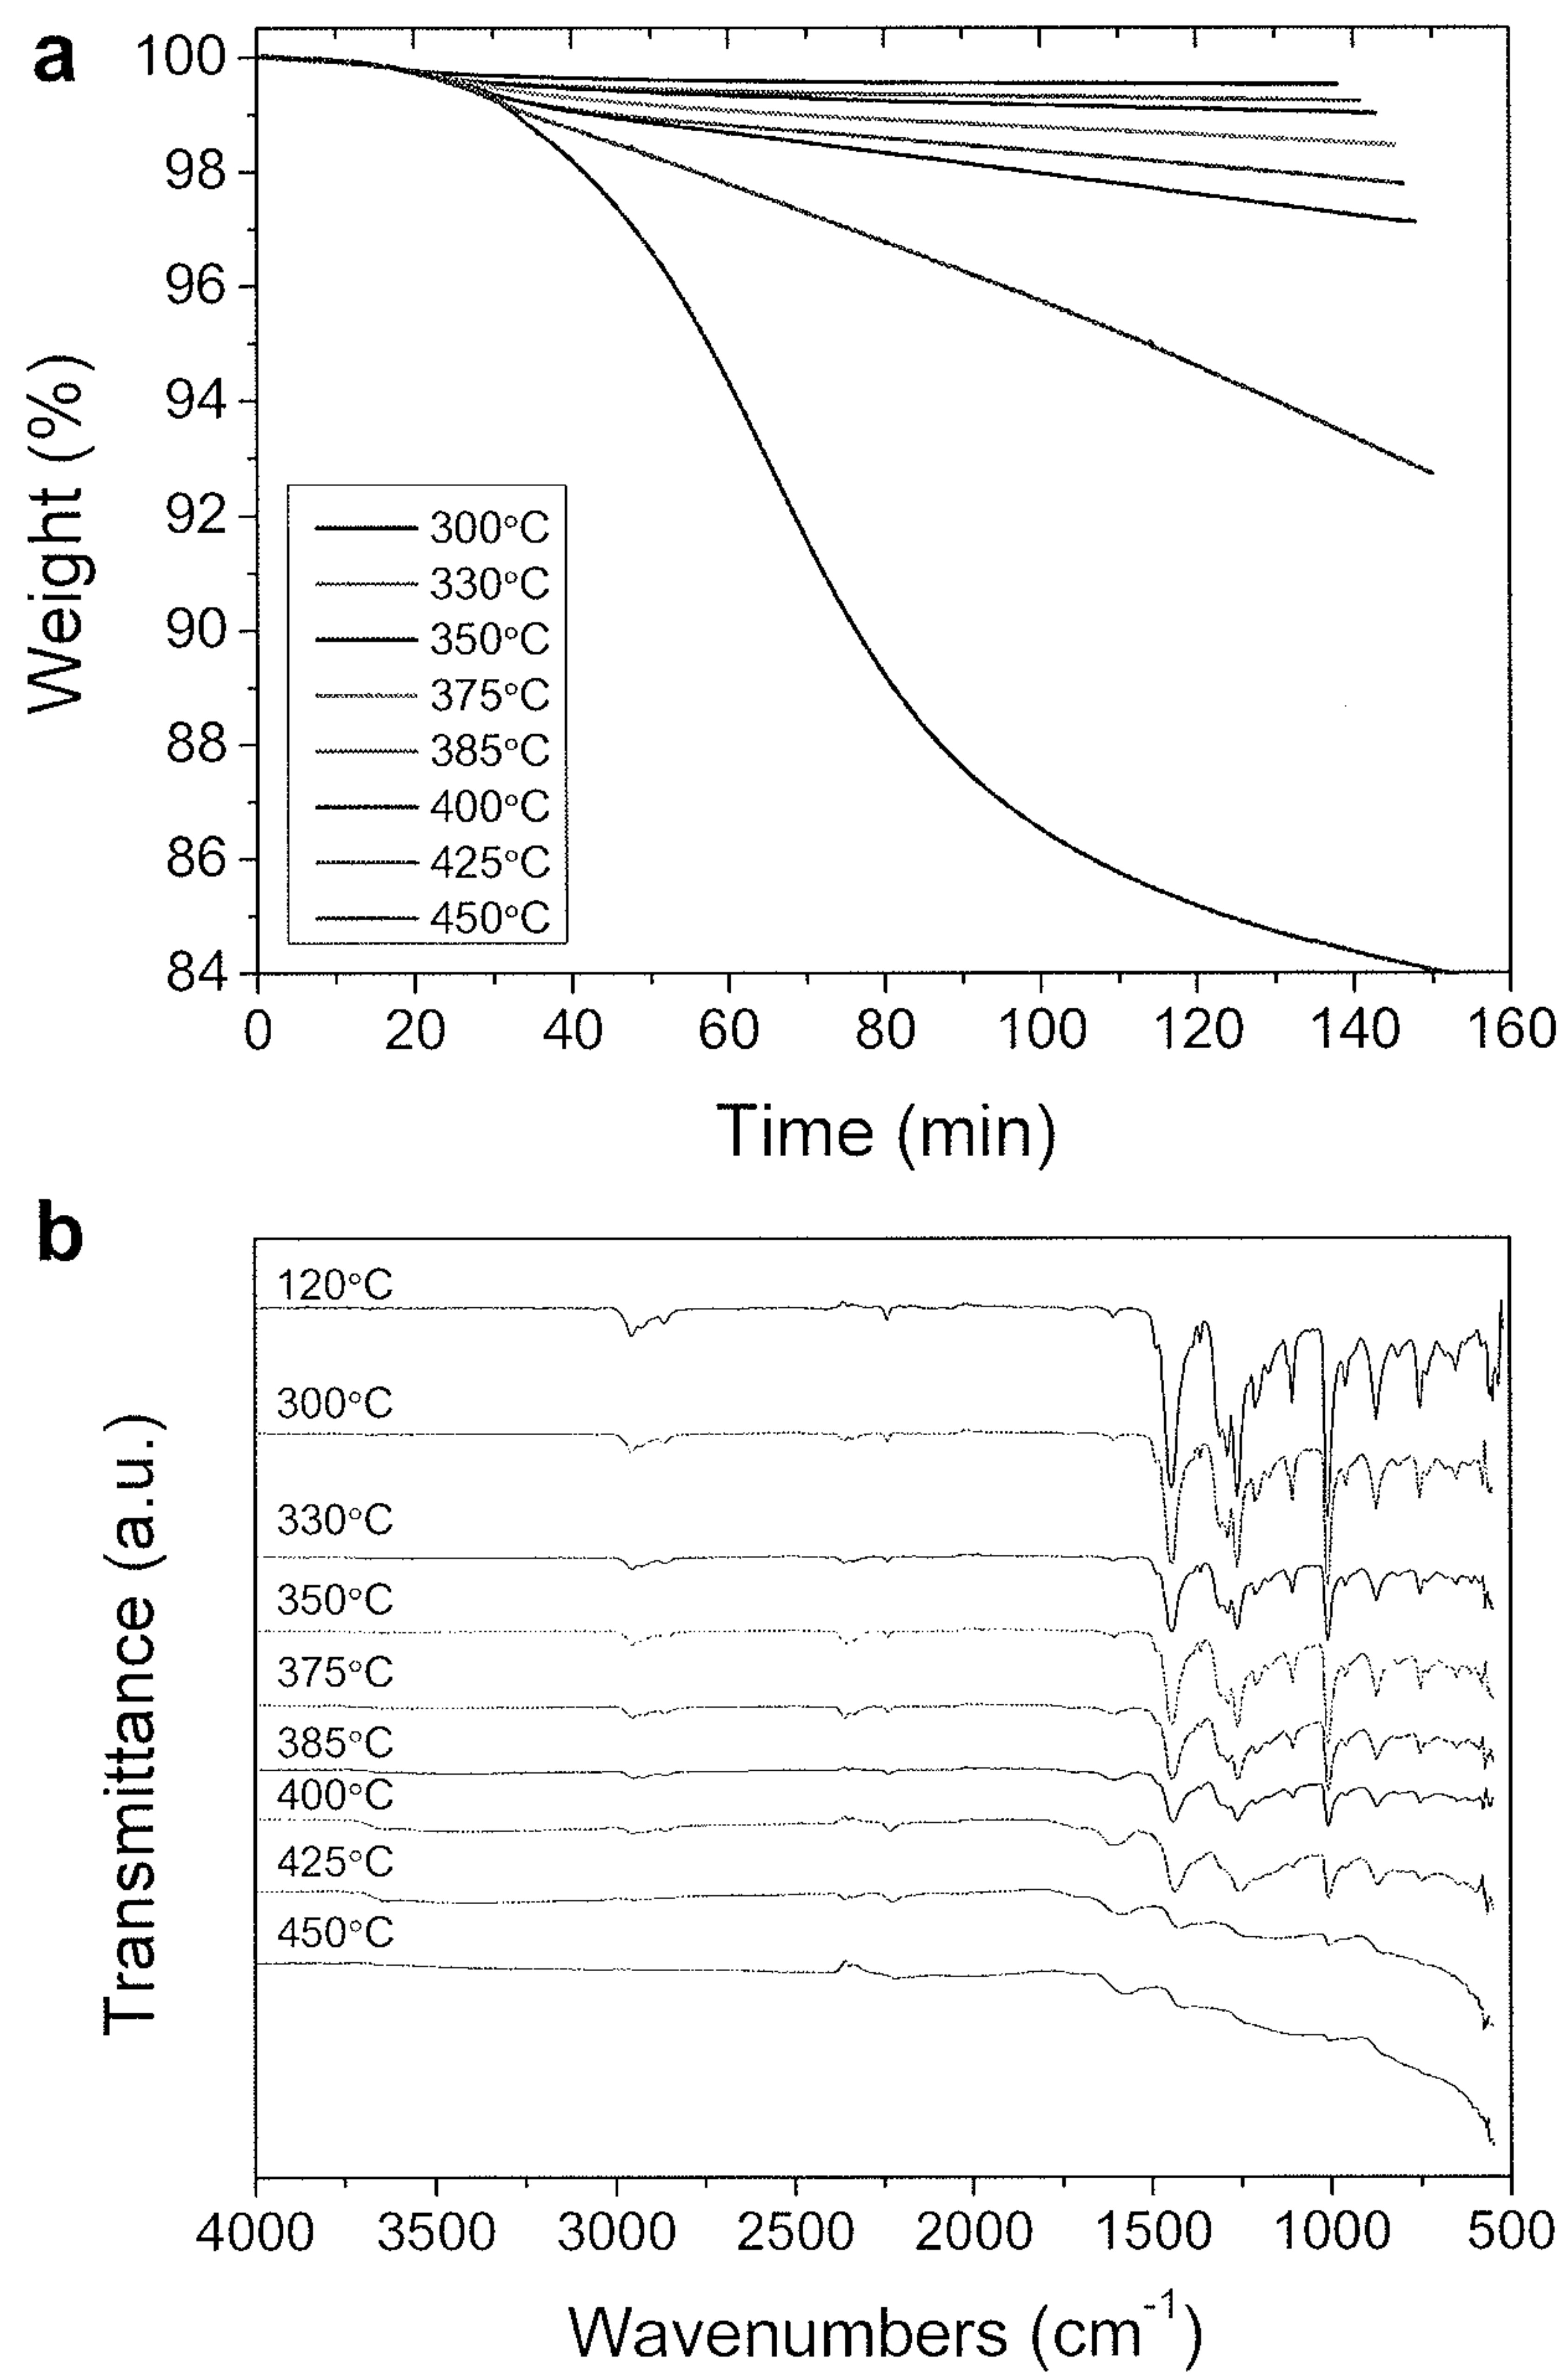 a
100
98
96
94
92
90
88
86
84
Weight (%)
300°C
330°C
350°C
375°C
385°C
400°C
425°C
450°C
0 20 40 60 80 100 120 140 160
Time (min)
b
Transmittance (a.u.)
120°C
300°C
330°C
350°C
375°C
385°C
400°C
425°C
450°C
4000 3500 3000 2500 2000 1500 1000 500
Wavenumbers (cm⁻¹)